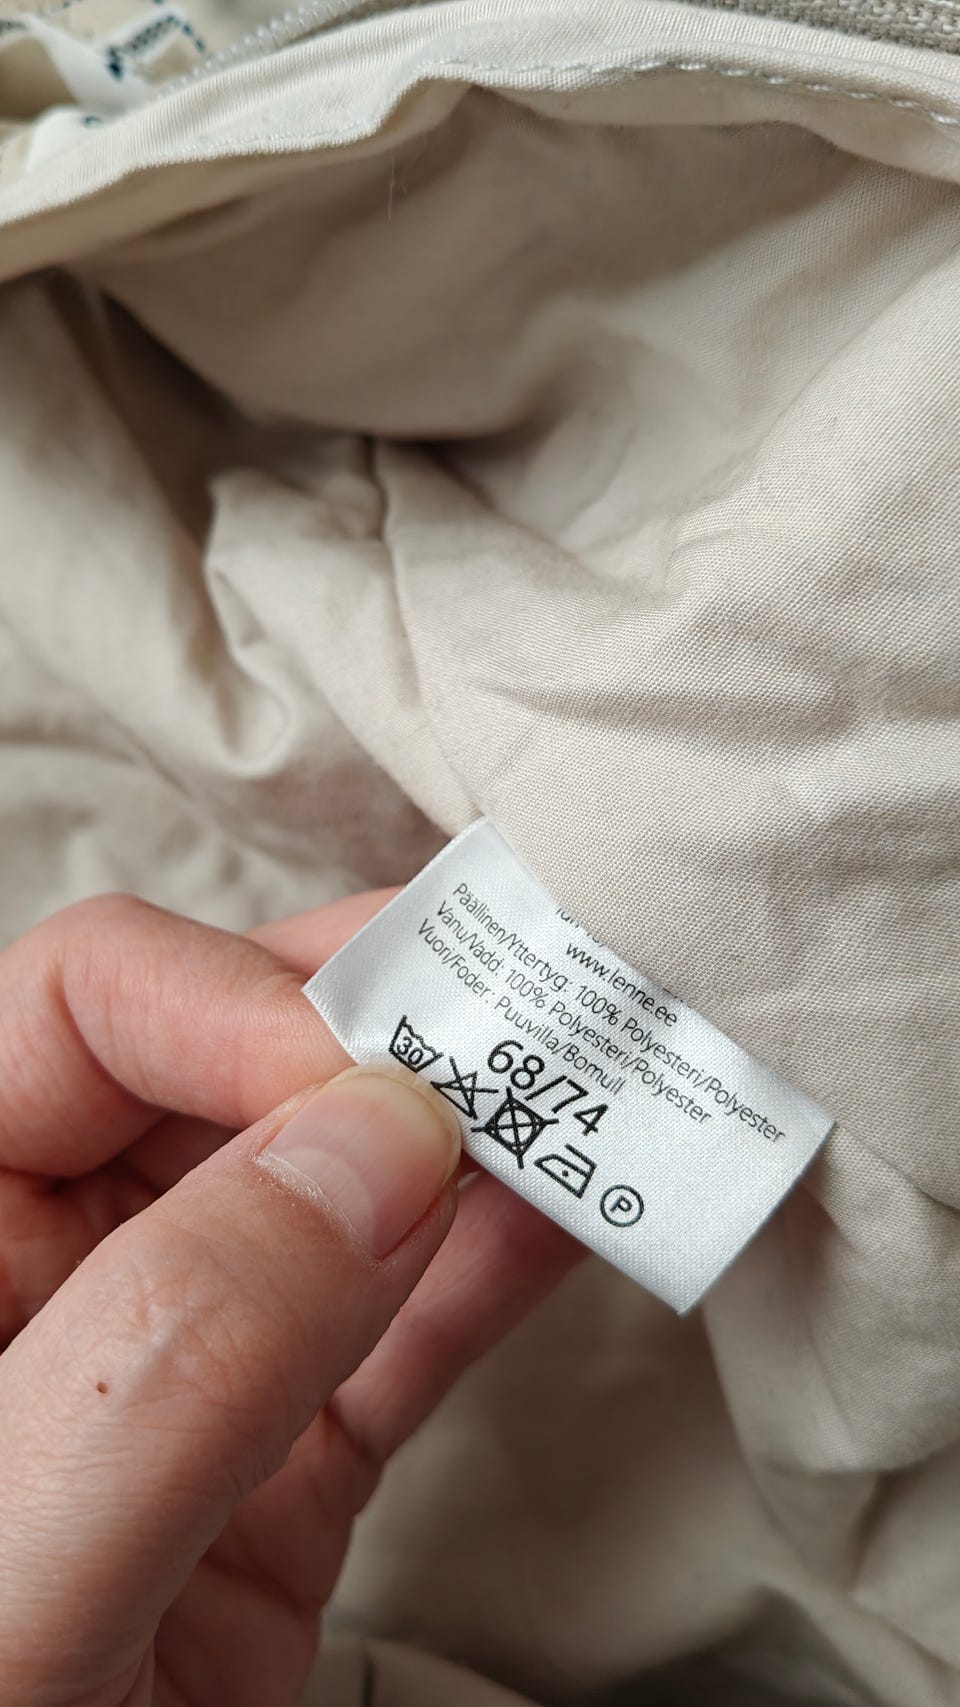 www.lenne.ee
Päällinen/Yttertyg: 100% Polyesteri/Polyester
Vanu/Vadd: 100% Polyesteri/Polyester
Vuori/Foder: Puuvilla/Bomull
68/74
30
P